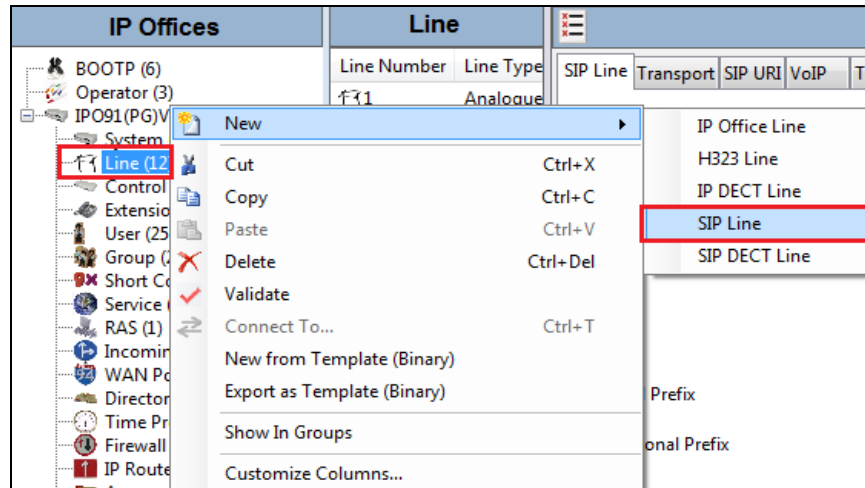 IP Offices
Line
BOOTP (6)
Operator (3)
IPO91(PG)V
System
Line (12
Control
Extensio
User (25
Group (
Short Co
Service
RAS (1)
Incomin
WAN Po
Director
Time Pr
Firewall
IP Route
Line Number Line Type
1 Analogue
SIP Line Transport SIP URI VoIP T
New
Cut Ctrl+X
Copy Ctrl+C
Paste Ctrl+V
Delete Ctrl+Del
Validate
Connect To... Ctrl+T
New from Template (Binary)
Export as Template (Binary)
Show In Groups
Customize Columns...
IP Office Line
H323 Line
IP DECT Line
SIP Line
SIP DECT Line
Prefix
onal Prefix